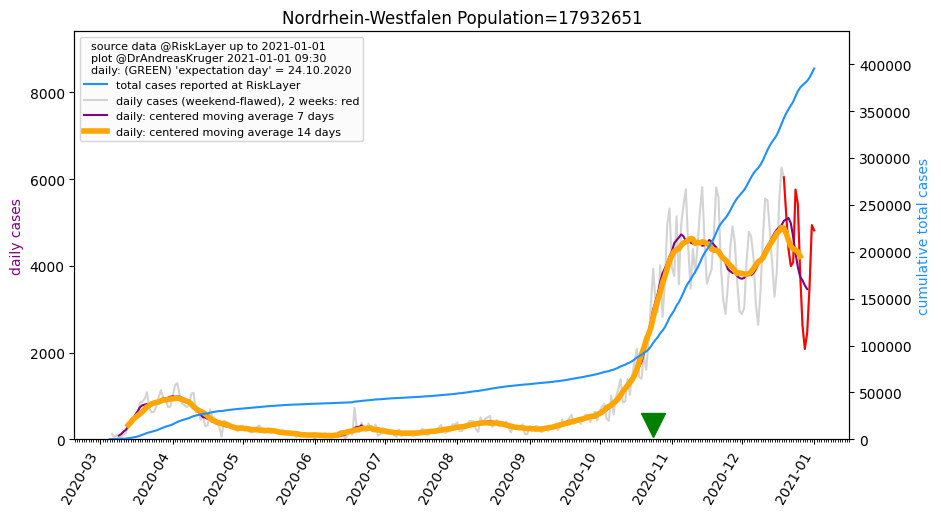 Nordrhein-Westfalen Population=17932651
source data @RiskLayer up to 2021-01-01
plot @DrAndreasKruger 2021-01-01 09:30
daily: (GREEN) 'expectation day' = 24.10.2020
total cases reported at RiskLayer
daily cases (weekend-flawed), 2 weeks: red
daily: centered moving average 7 days
daily: centered moving average 14 days
daily cases
8000
6000
4000
2000
0
400000
350000
300000
250000
200000
150000
100000
50000
0
cumulative total cases
2020-03
2020-04
2020-05
2020-06
2020-07
2020-08
2020-09
2020-10
2020-11
2020-12
2021-01